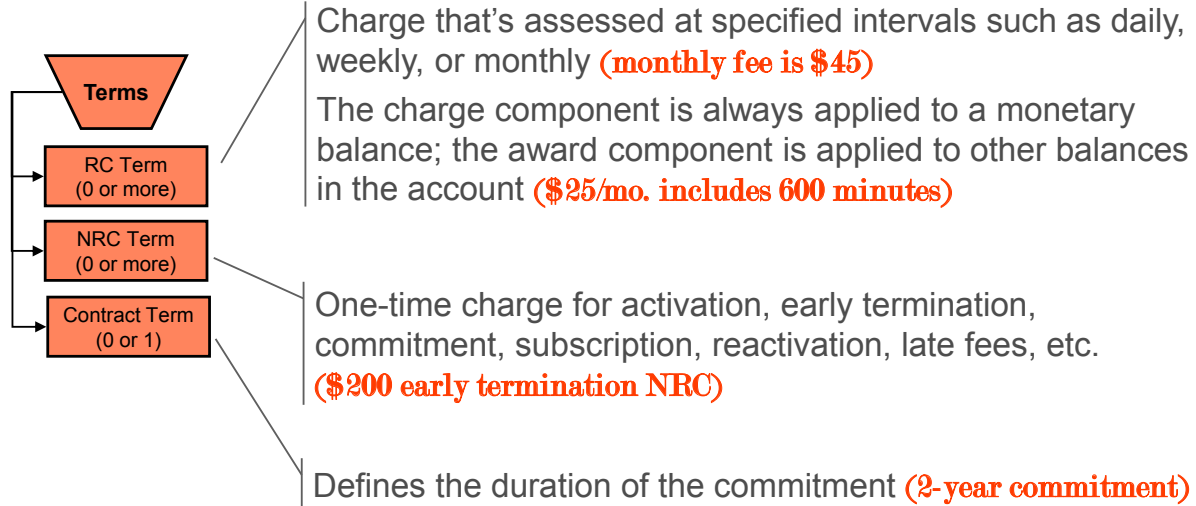 Terms
RC Term
(0 or more)
NRC Term
(0 or more)
Contract Term
(0 or 1)
Charge that's assessed at specified intervals such as daily,
weekly, or monthly (monthly fee is $45)
The charge component is always applied to a monetary
balance; the award component is applied to other balances
in the account ($25/mo. includes 600 minutes)
One-time charge for activation, early termination,
commitment, subscription, reactivation, late fees, etc.
($200 early termination NRC)
Defines the duration of the commitment (2-year commitment)